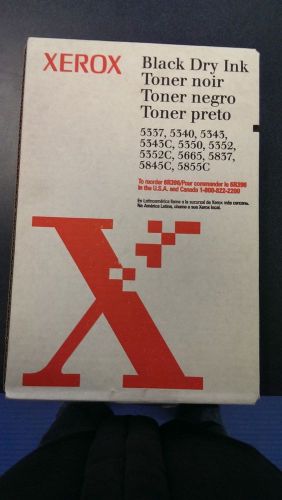 XEROX
Black Dry Ink
Toner noir
Toner negro
Toner preto
5337, 5340, 5343,
5343C, 5350, 5352,
5352C, 5665, 5837,
5845C, 5855C
To reorder 6R396/Pour commander le 6R396
In the U.S.A. and Canada 1-800-822-2200
En Latinoamérica llame a la sucursal de Xerox más cercana.
Na América Latina, chame a sua Xerox local.
X